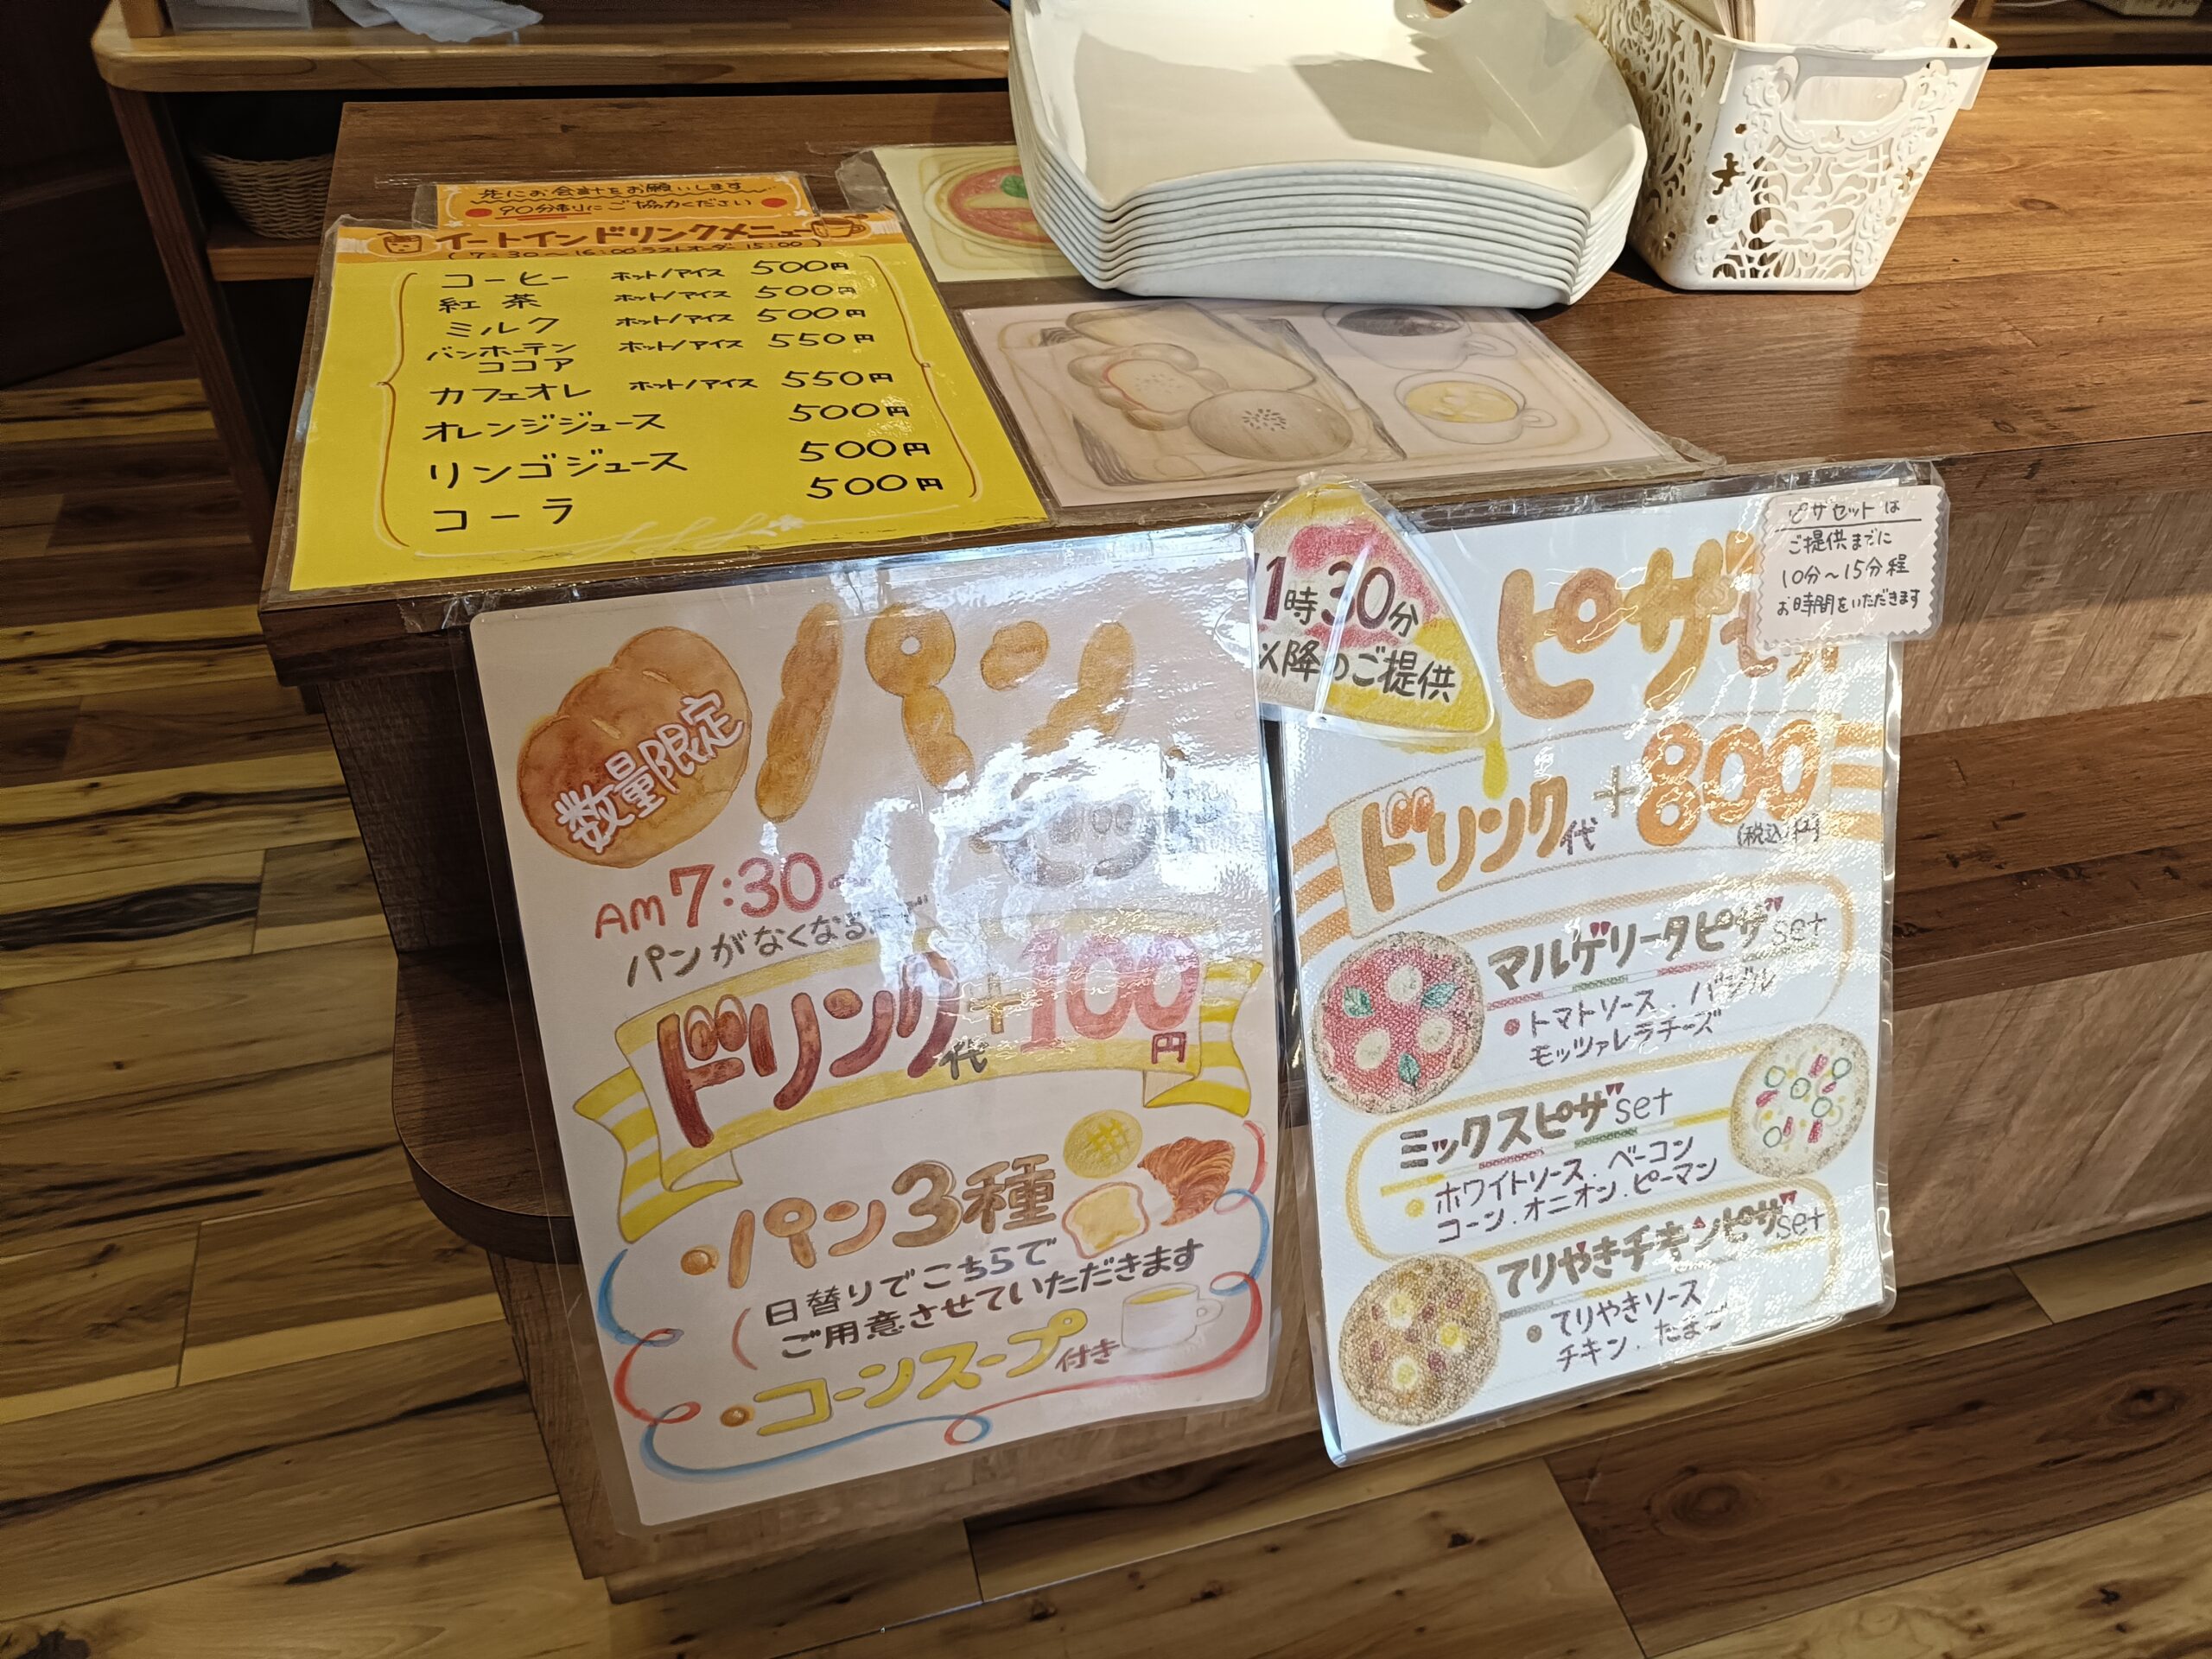 先にお会計をお願いします
90分制にご協力ください
イートインドリンクメニュー
(7:30〜16:00ラストオーダー15:00)
コーヒー ホット/アイス 500円
紅茶 ホット/アイス 500円
ミルク ホット/アイス 500円
バンホーテン
ココア ホット/アイス 550円
カフェオレ ホット/アイス 550円
オレンジジュース 500円
リンゴジュース 500円
コーラ 500円
数量限定
パン
AM7:30〜
パンがなくなるまで
ドリンク代+100円
・パン3種
(日替りでこちらで
ご用意させていただきます
・コーンスープ付き
1時30分
以降のご提供
ピザセット
ピザセットは
ご提供までに
10分〜15分程
お時間をいただきます
ドリンク代+800
(税込)円
マルゲリータピザset
トマトソース.バジル
モッツァレラチーズ
ミックスピザset
ホワイトソース.ベーコン
コーン.オニオン.ピーマン
てりやきチキンピザset
てりやきソース
チキン.たまご